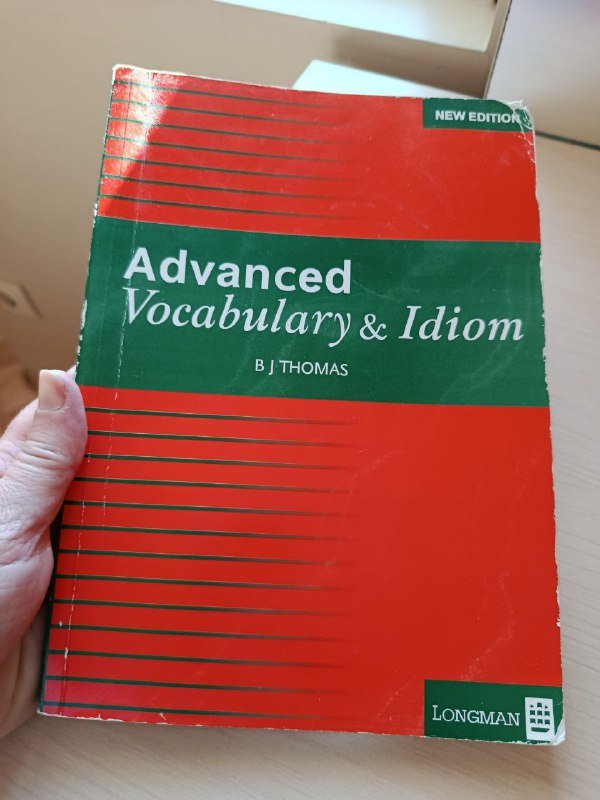 NEW EDITION
Advanced
Vocabulary & Idiom
B J THOMAS
LONGMAN